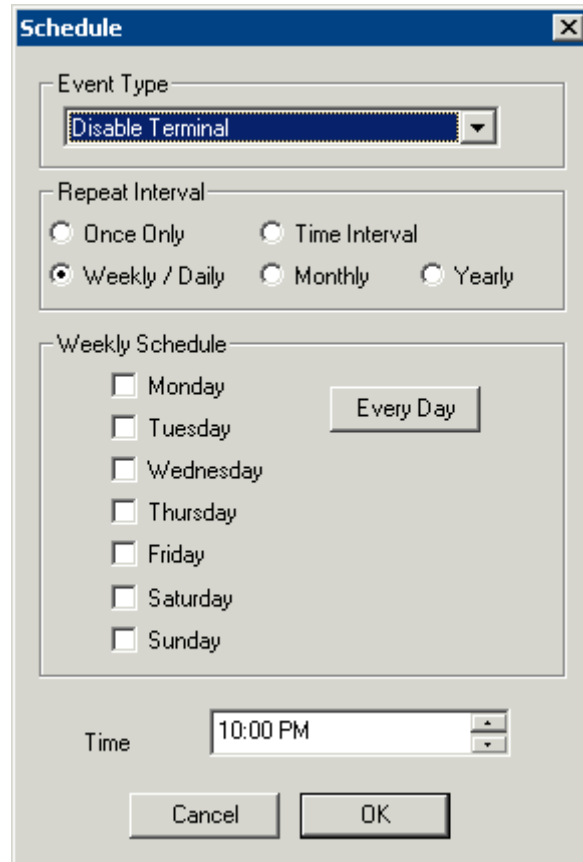 Schedule
Event Type
Disable Terminal
Repeat Interval
Once Only Time Interval
Weekly / Daily Monthly Yearly
Weekly Schedule
Monday
Every Day
Tuesday
Wednesday
Thursday
Friday
Saturday
Sunday
Time 10:00 PM
Cancel OK